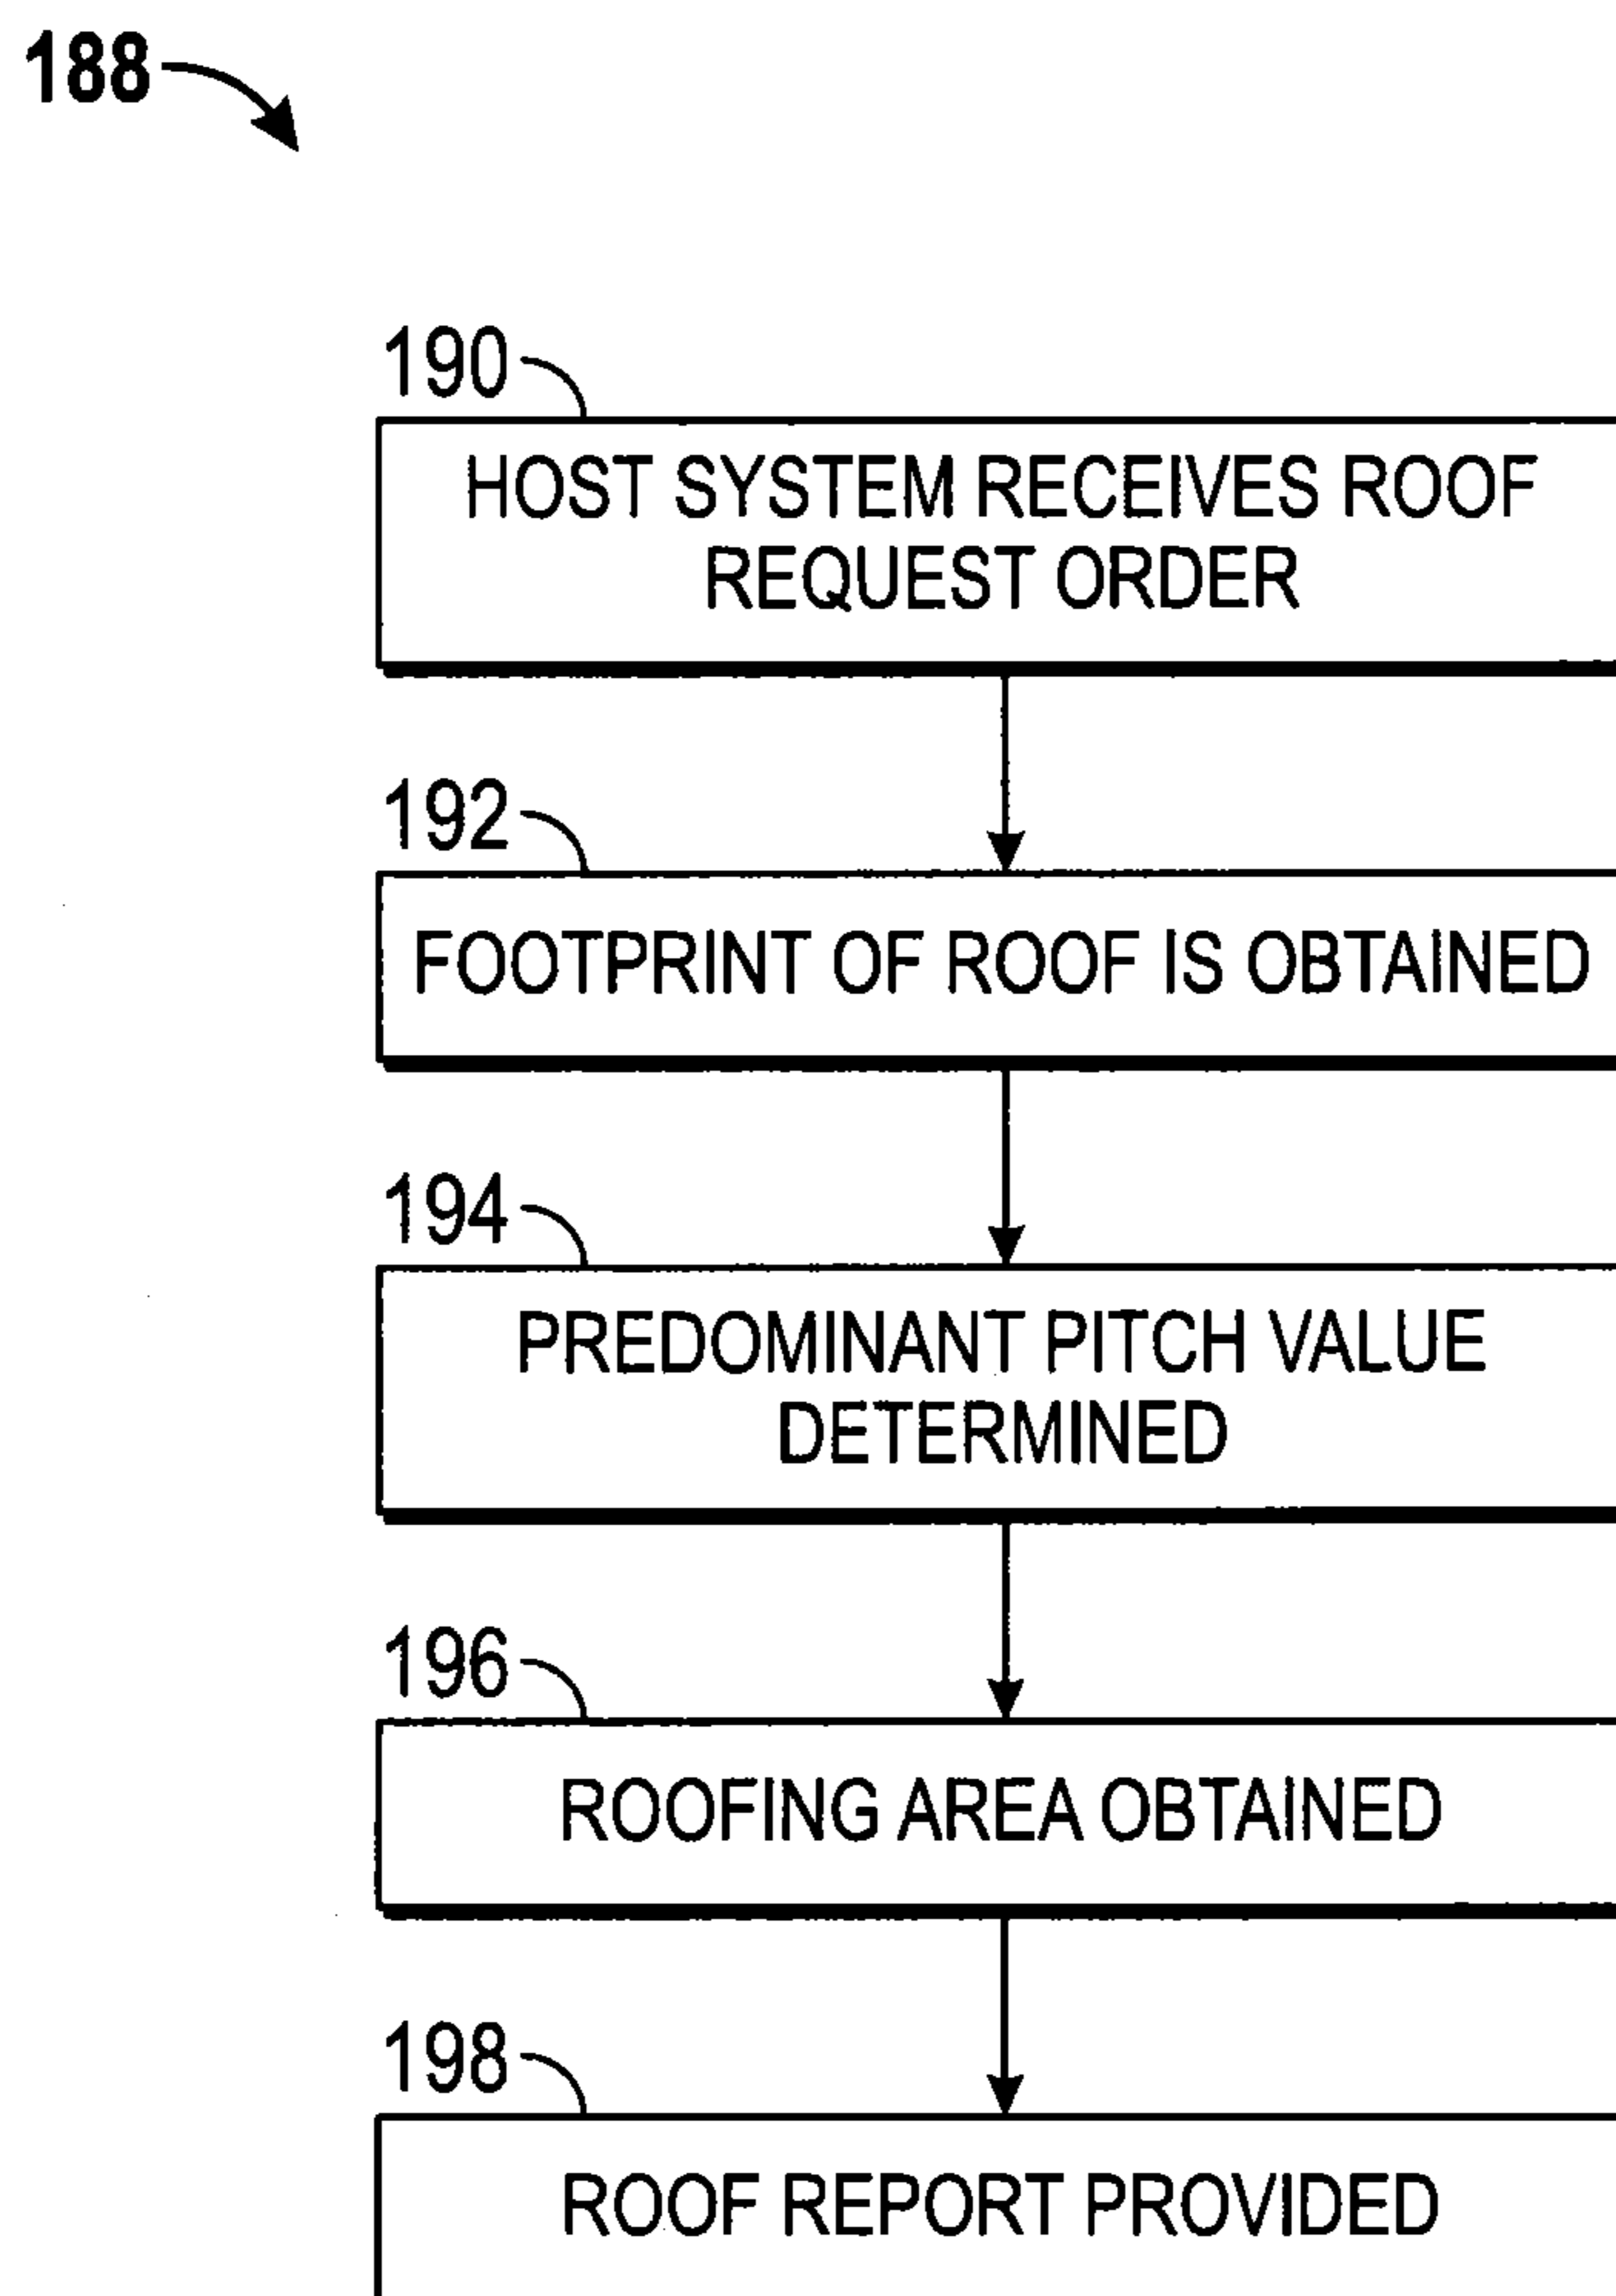 188
190
HOST SYSTEM RECEIVES ROOF
REQUEST ORDER
192
FOOTPRINT OF ROOF IS OBTAINED
194
PREDOMINANT PITCH VALUE
DETERMINED
196
ROOFING AREA OBTAINED
198
ROOF REPORT PROVIDED